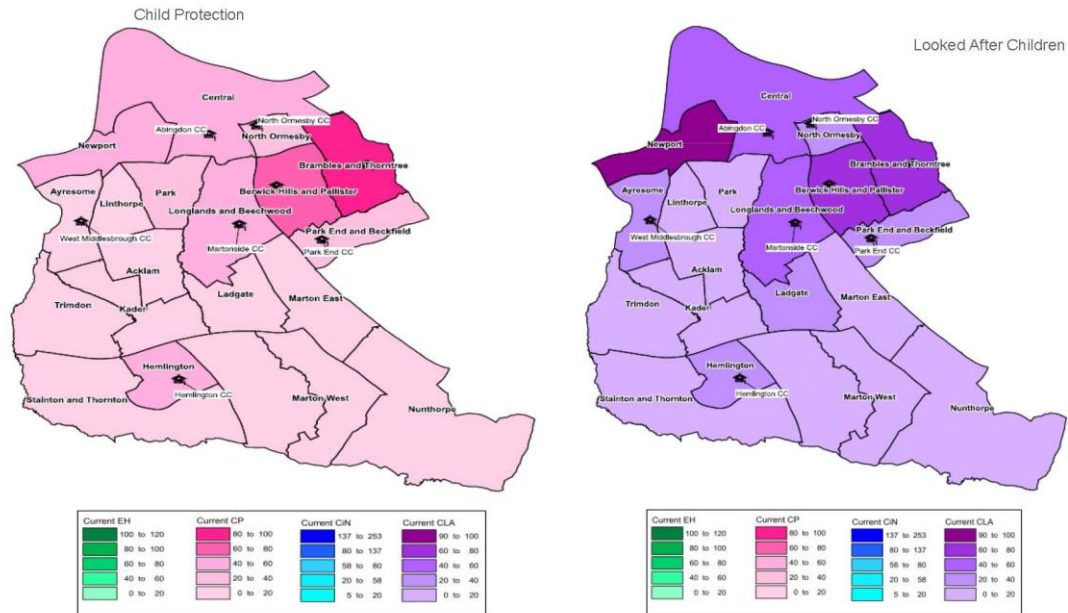 Child Protection
Central
North Ormesby CC
Abingdon CC
North Ormesby
Newport
Brambles and Thorntree
Ayresome
Park
Berwick Hills and Pallister
Linthorpe
Longlands and Beechwood
Park End and Beckfield
West Middlesbrough CC
Martonside CC
Park End CC
Acklam
Ladgate
Marton East
Trimdon
Kader
Hemlington
Hemlington CC
Stainton and Thornton
Marton West
Nunthorpe
Current EH
100 to 120
80 to 100
60 to 80
40 to 60
0 to 20
Current CP
80 to 100
60 to 80
40 to 60
20 to 40
0 to 20
Current CiN
137 to 253
80 to 137
58 to 80
20 to 58
5 to 20
Current CLA
90 to 100
60 to 80
40 to 60
20 to 40
0 to 20
Looked After Children
Central
North Ormesby CC
Abingdon CC
North Ormesby
Newport
Brambles and Thorntree
Ayresome
Park
Berwick Hills and Pallister
Linthorpe
Longlands and Beechwood
Park End and Beckfield
West Middlesbrough CC
Martonside CC
Park End CC
Acklam
Ladgate
Marton East
Trimdon
Kader
Hemlington
Hemlington CC
Stainton and Thornton
Marton West
Nunthorpe
Current EH
100 to 120
80 to 100
60 to 80
40 to 60
0 to 20
Current CP
80 to 100
60 to 80
40 to 60
20 to 40
0 to 20
Current CiN
137 to 253
80 to 137
58 to 80
20 to 58
5 to 20
Current CLA
90 to 100
60 to 80
40 to 60
20 to 40
0 to 20